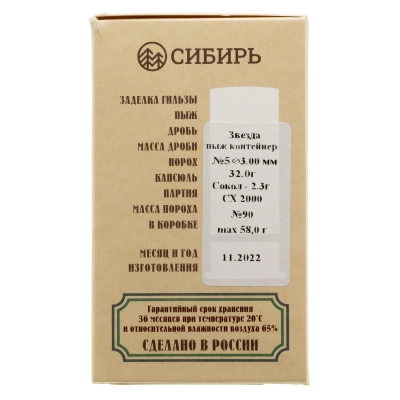 СИБИРЬ
ЗАДЕЛКА ГИЛЬЗЫ Звезда
ПЫЖ пыж контейнер
ДРОБЬ №5 ⌀3.00 мм
МАССА ДРОБИ 32.0г
ПОРОХ Сокол - 2.3г
КАПСЮЛЬ СХ 2000
ПАРТИЯ №90
МАССА ПОРОХА
В КОРОБКЕ max 58,0 г
МЕСЯЦ И ГОД
ИЗГОТОВЛЕНИЯ 11.2022
Гарантийный срок хранения
36 месяцев при температуре 20°С
и относительной влажности воздуха 65%
СДЕЛАНО В РОССИИ